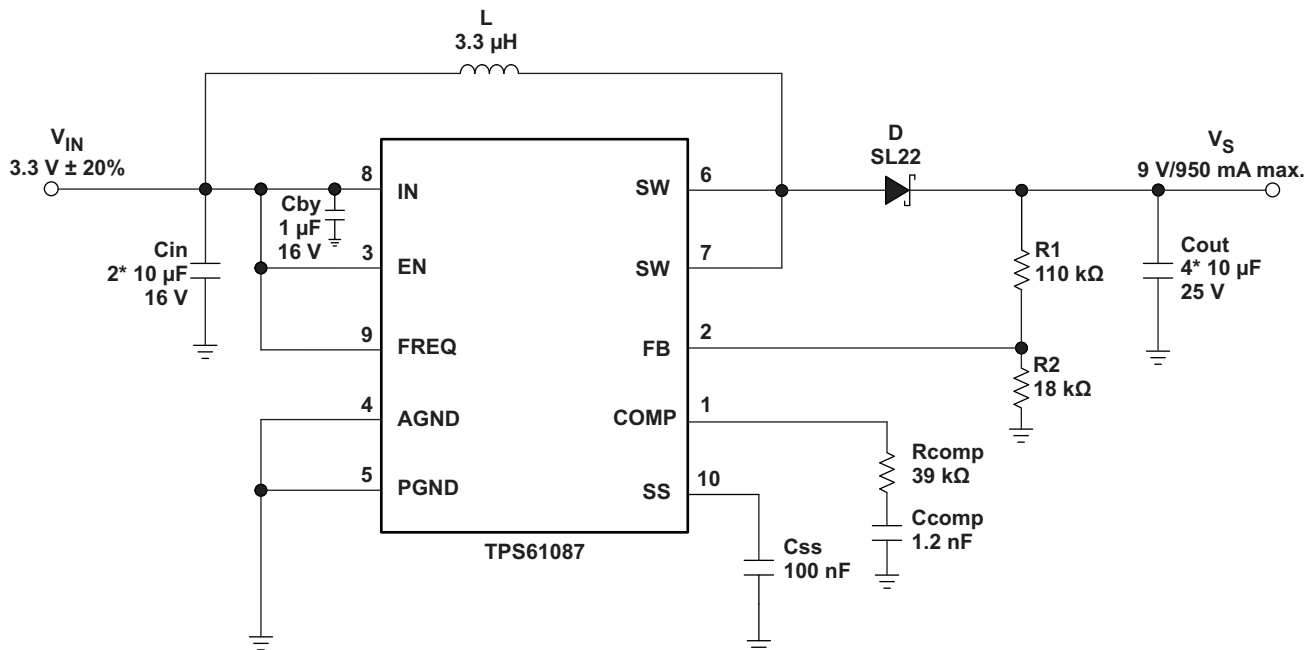 L
3.3 µH
VIN
3.3 V ± 20%
D
SL22
VS
9 V/950 mA max.
8
IN
SW
6
Cby
1 µF
16 V
Cin
2* 10 µF
16 V
3
EN
SW
7
R1
110 kΩ
Cout
4* 10 µF
25 V
9
FREQ
FB
2
R2
18 kΩ
4
AGND
COMP
1
Rcomp
39 kΩ
5
PGND
SS
10
Ccomp
1.2 nF
TPS61087
Css
100 nF